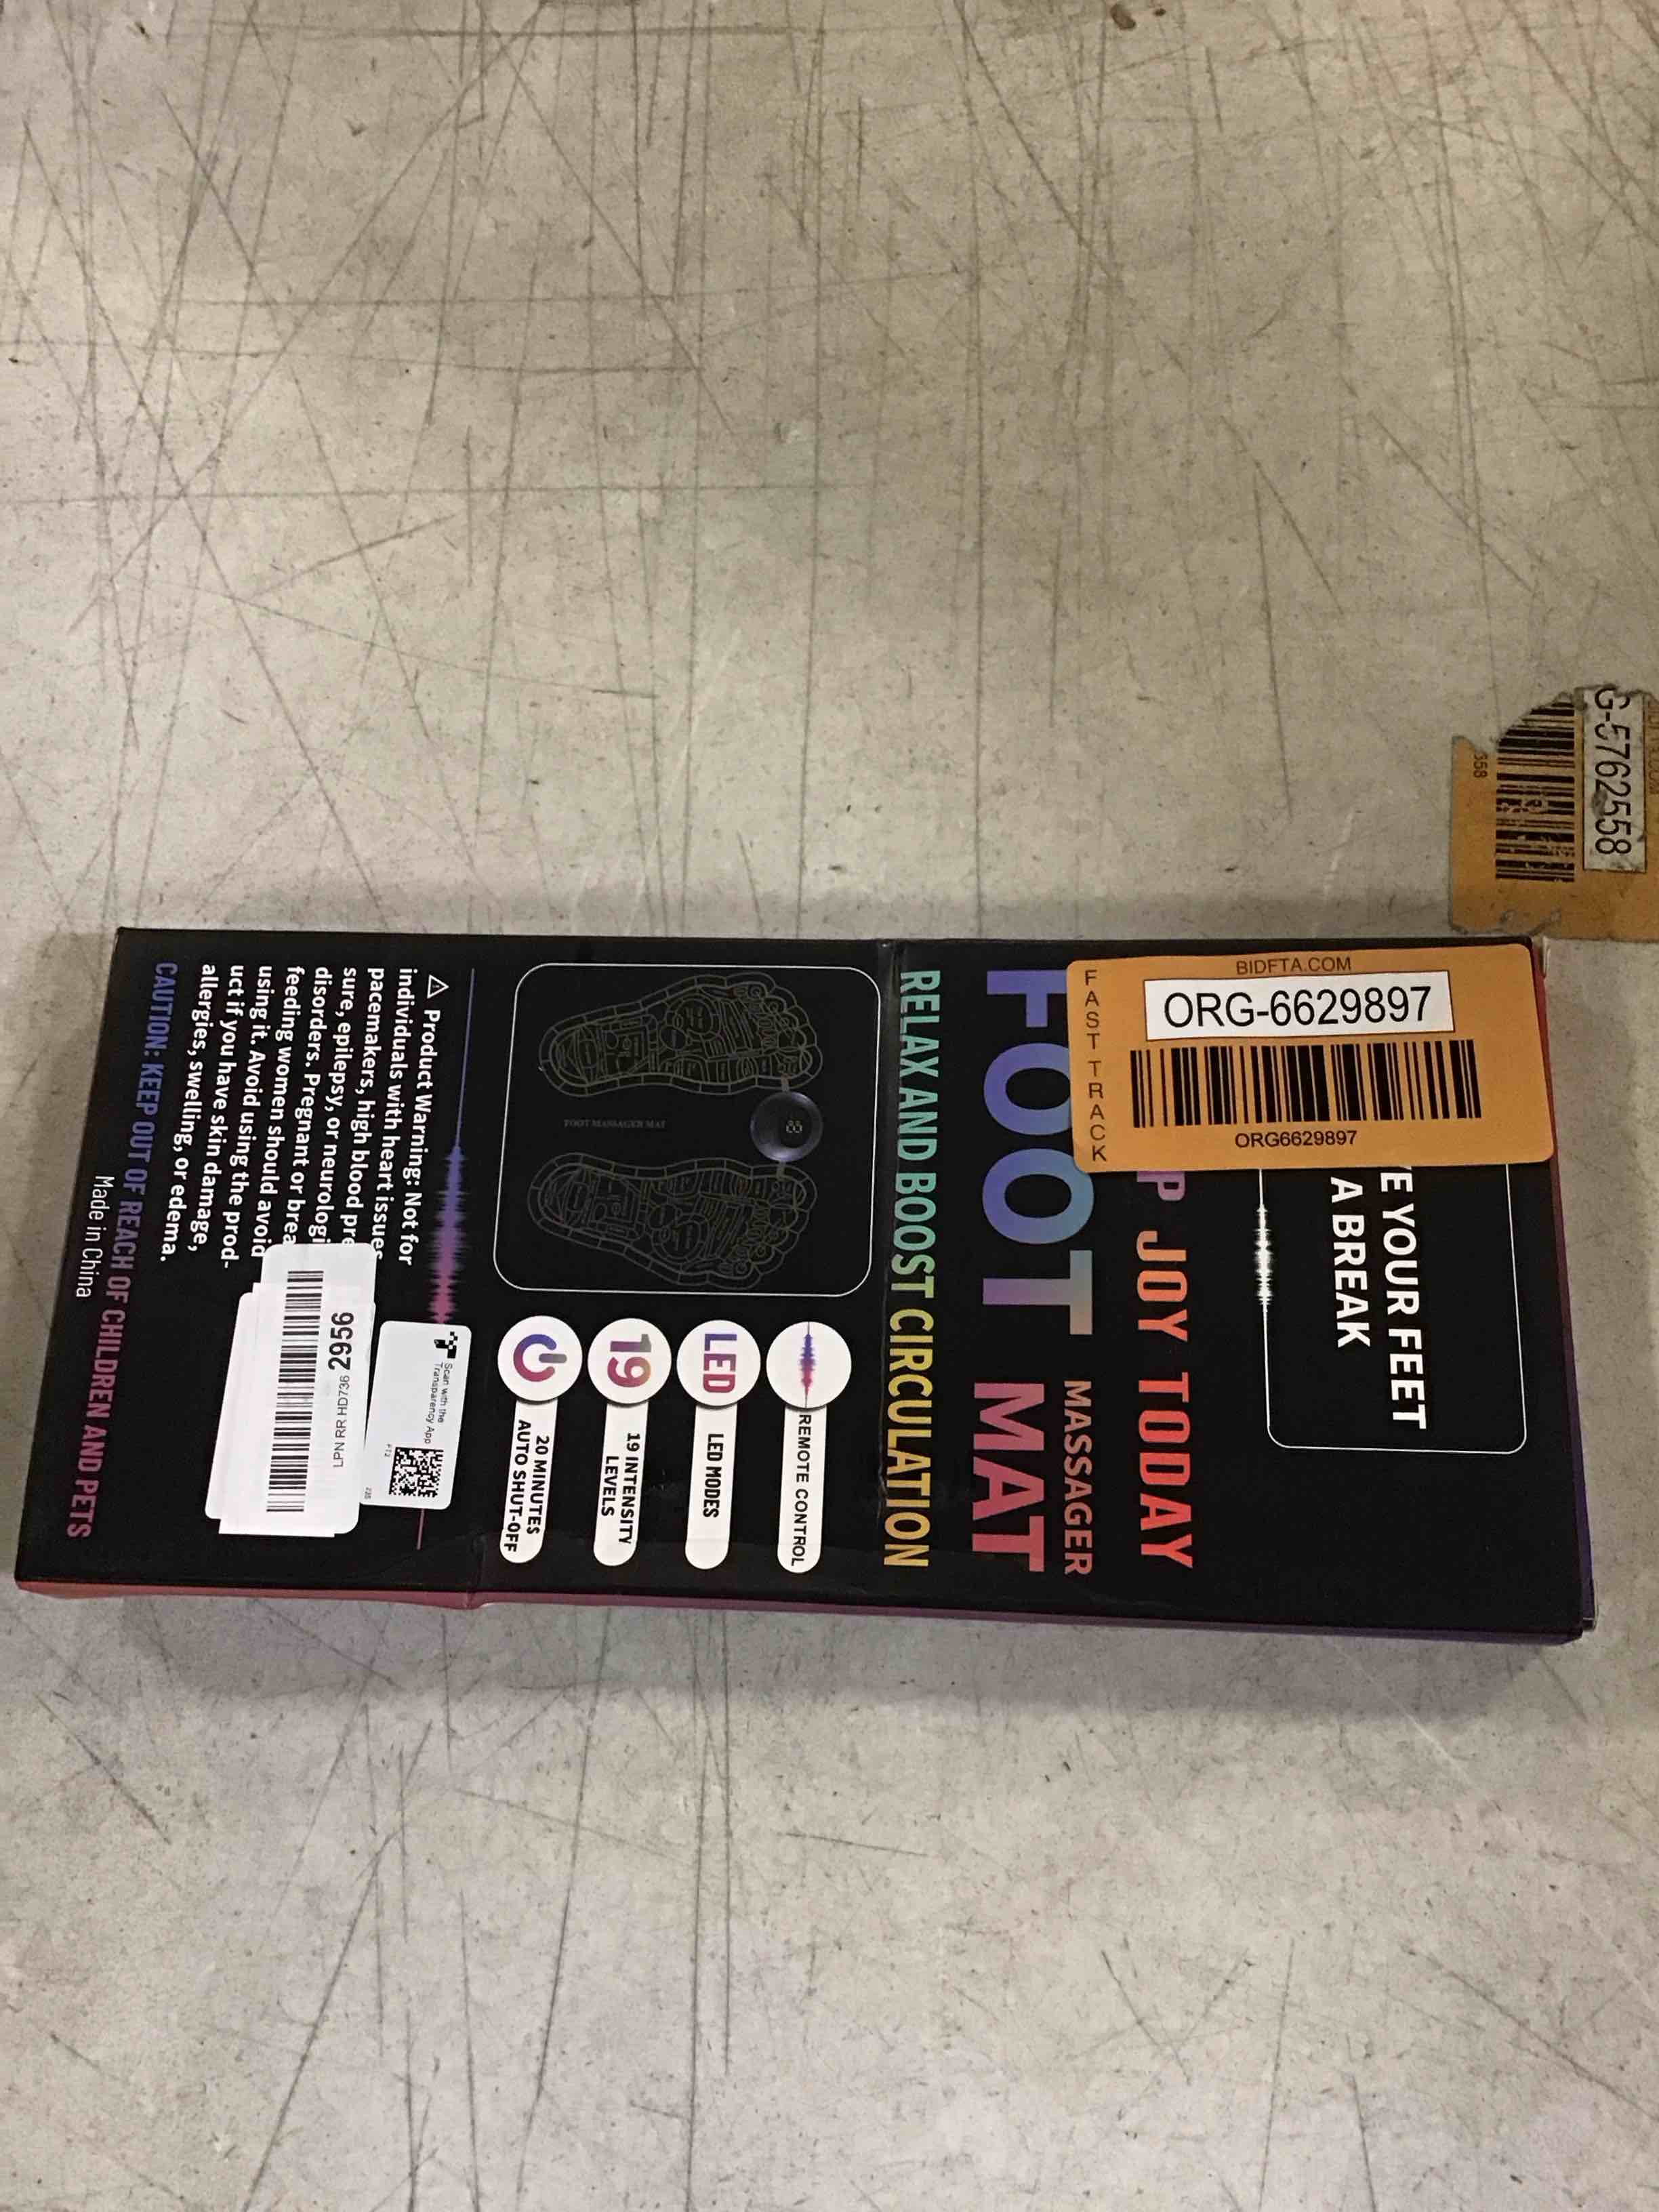 G-5762558
558
BIDFTA.COM
ORG-6629897
ORG6629897
FAST TRACK
YOUR FEET
A BREAK
JOY TODAY
FOOT
MASSAGER
MAT
RELAX AND BOOST CIRCULATION
FOOT MASSAGER MAT
REMOTE CONTROL
LED
LED MODES
19
19 INTENSITY
LEVELS
20 MINUTES
AUTO SHUT-OFF
⚠ Product Warning: Not for
individuals with heart issues
pacemakers, high blood pre
sure, epilepsy, or neurologi
disorders. Pregnant or brea
feeding women should avoid
using it. Avoid using the prod-
uct if you have skin damage,
allergies, swelling, or edema.
CAUTION: KEEP OUT OF REACH OF CHILDREN AND PETS
Made in China
Scan with the
Transparency App
LPN RR HD736 2956